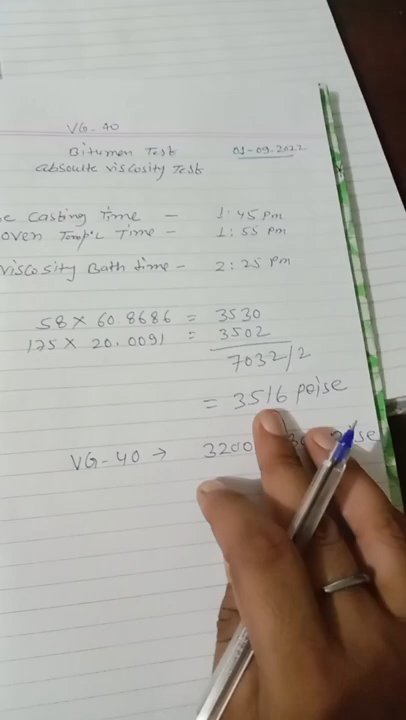 VG-40
Bitumen Test 01-09-2022
absoulte viscosity Test
Casting Time - 1:45 pm
oven Temp'L Time - 1:55 pm
viscosity Bath time - 2:25 pm
58 × 60.8686 = 3530
175 × 20.0091 = 3502
7032/2
= 3516 poise
VG-40 → 3200